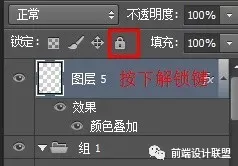 正常 不透明度: 100%
锁定: 填充: 100%
图层 5 按下解锁键 fx
效果
颜色叠加
组 1
前端设计联盟